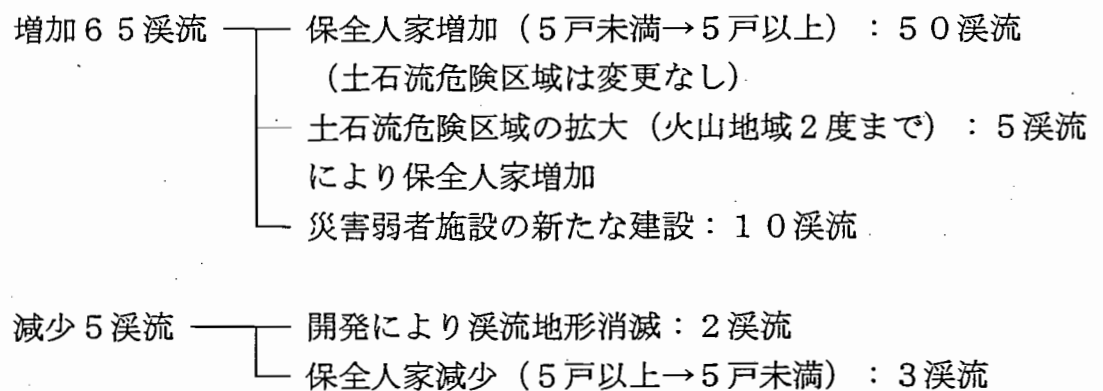 増加６５渓流 保全人家増加（５戸未満→５戸以上）：５０渓流
（土石流危険区域は変更なし）
土石流危険区域の拡大（火山地域２度まで）：５渓流
により保全人家増加
災害弱者施設の新たな建設：１０渓流
減少５渓流 開発により渓流地形消滅：２渓流
保全人家減少（５戸以上→５戸未満）：３渓流